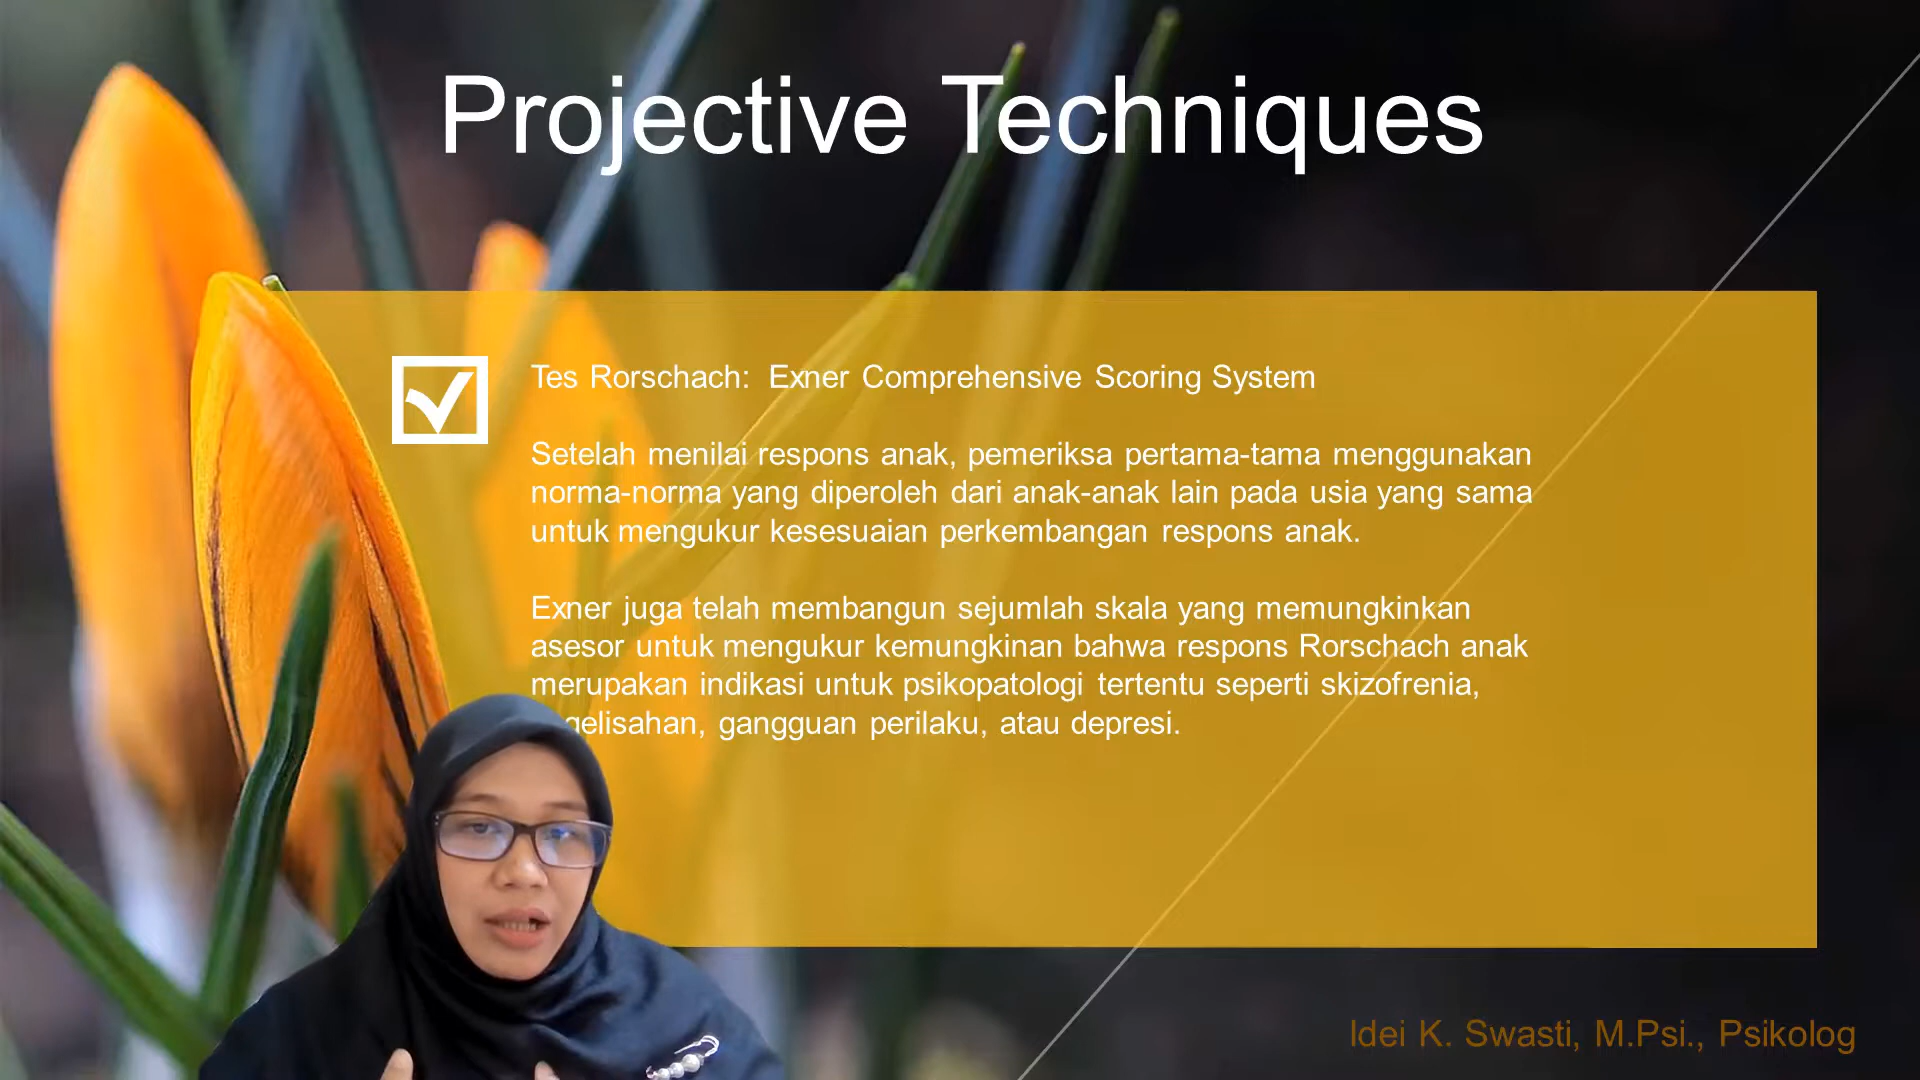 Projective Techniques
Tes Rorschach: Exner Comprehensive Scoring System
Setelah menilai respons anak, pemeriksa pertama-tama menggunakan
norma-norma yang diperoleh dari anak-anak lain pada usia yang sama
untuk mengukur kesesuaian perkembangan respons anak.
Exner juga telah membangun sejumlah skala yang memungkinkan
asesor untuk mengukur kemungkinan bahwa respons Rorschach anak
merupakan indikasi untuk psikopatologi tertentu seperti skizofrenia,
gangguan perilaku, atau depresi.
Idei K. Swasti, M.Psi., Psikolog